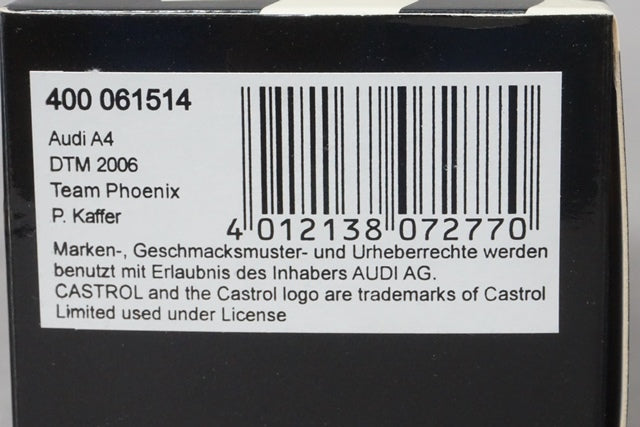 400 061514
Audi A4
DTM 2006
Team Phoenix
P. Kaffer
4 012138 072770
Marken-, Geschmacksmuster- und Urheberrechte werden
benutzt mit Erlaubnis des Inhabers AUDI AG.
CASTROL and the Castrol logo are trademarks of Castrol
Limited used under License